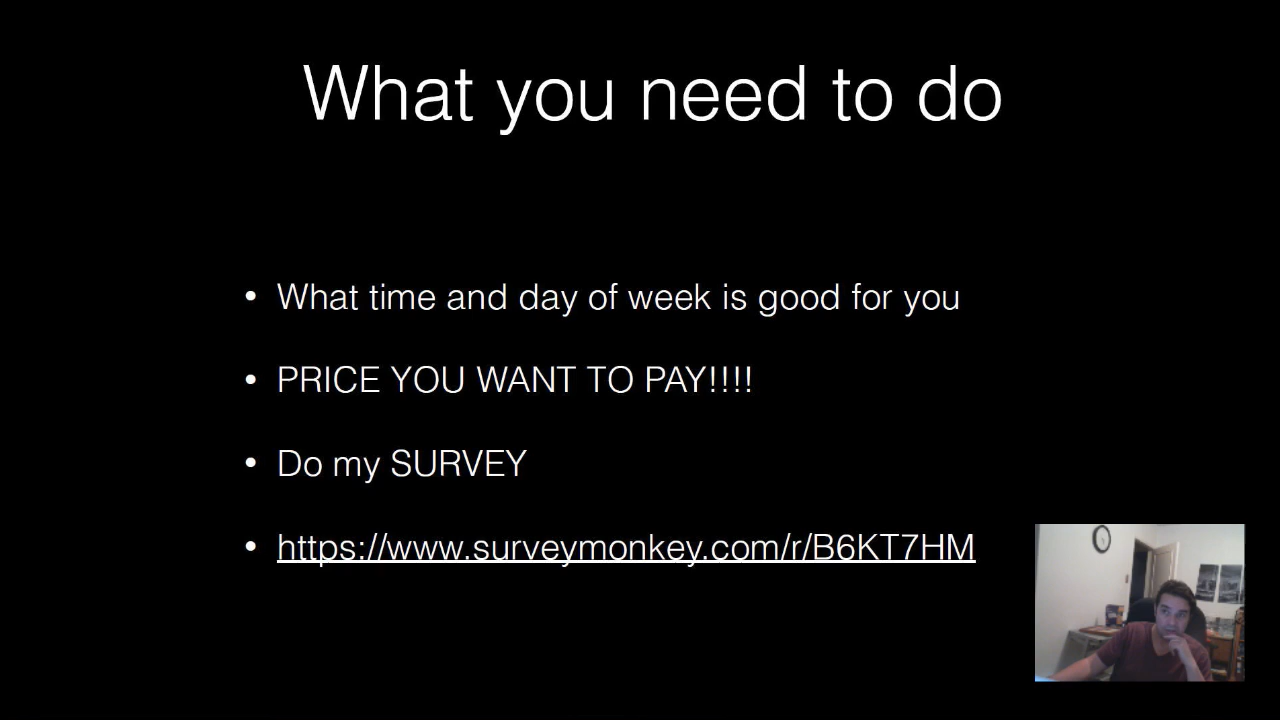 What you need to do
• What time and day of week is good for you
• PRICE YOU WANT TO PAY!!!!
• Do my SURVEY
• https://www.surveymonkey.com/r/B6KT7HM